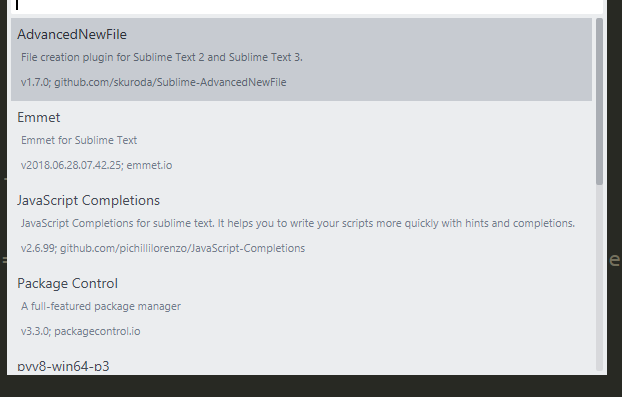 AdvancedNewFile
File creation plugin for Sublime Text 2 and Sublime Text 3.
v1.7.0; github.com/skuroda/Sublime-AdvancedNewFile
Emmet
Emmet for Sublime Text
v2018.06.28.07.42.25; emmet.io
JavaScript Completions
JavaScript Completions for sublime text. It helps you to write your scripts more quickly with hints and completions.
v2.6.99; github.com/pichillilorenzo/JavaScript-Completions
=
e
Package Control
A full-featured package manager
v3.3.0; packagecontrol.io
pyv8-win64-p3